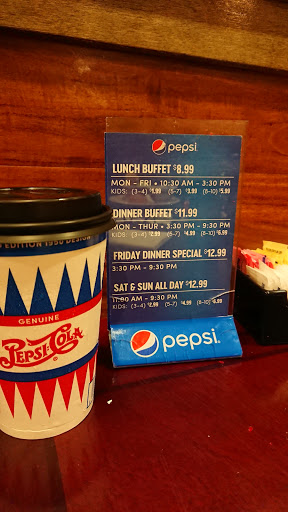 EDITION 1950 DESIGN
GENUINE
PEPSI-COLA
pepsi
LUNCH BUFFET $8.99
MON - FRI • 10:30 AM - 3:30 PM
KIDS: (3-4) (5-7) $3.99 (8-10) $5.99
DINNER BUFFET $11.99
MON - THUR • 3:30 PM - 9:30 PM
KIDS: (3-4) $2.99 (5-7) $4.99 (8-10) $6.99
FRIDAY DINNER SPECIAL $12.99
3:30 PM - 9:30 PM
SAT & SUN ALL DAY $12.99
11:00 AM - 9:30 PM
KIDS: (3-4) $2.99 (5-7) $4.99 (8-10) $6.99
pepsi.